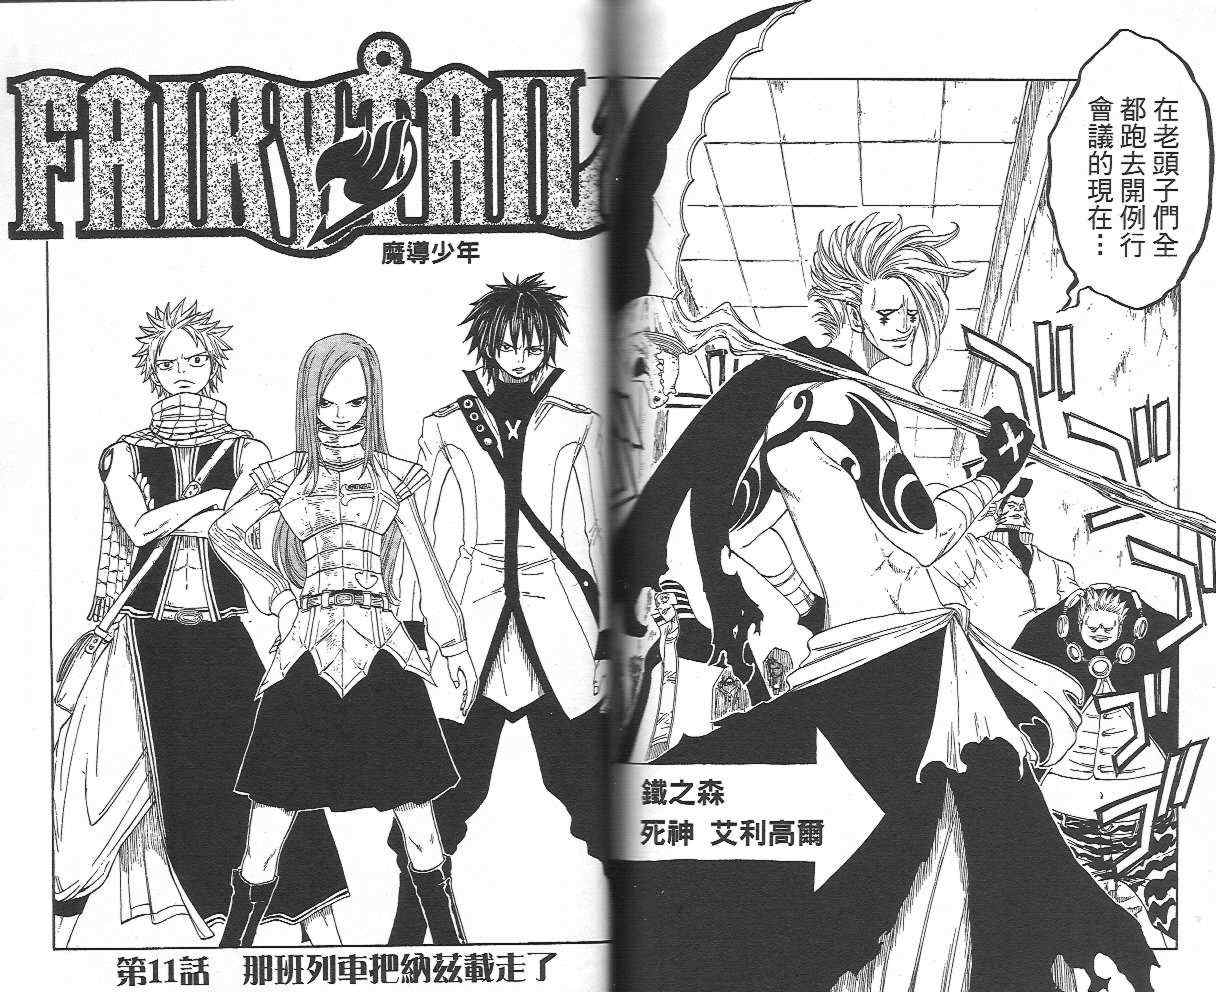 FAIRY TAIL
魔導少年
第11話 那班列車把納茲載走了
在老頭子們全
都跑去開例行
會議的現在…
鐵之森
死神 艾利高爾